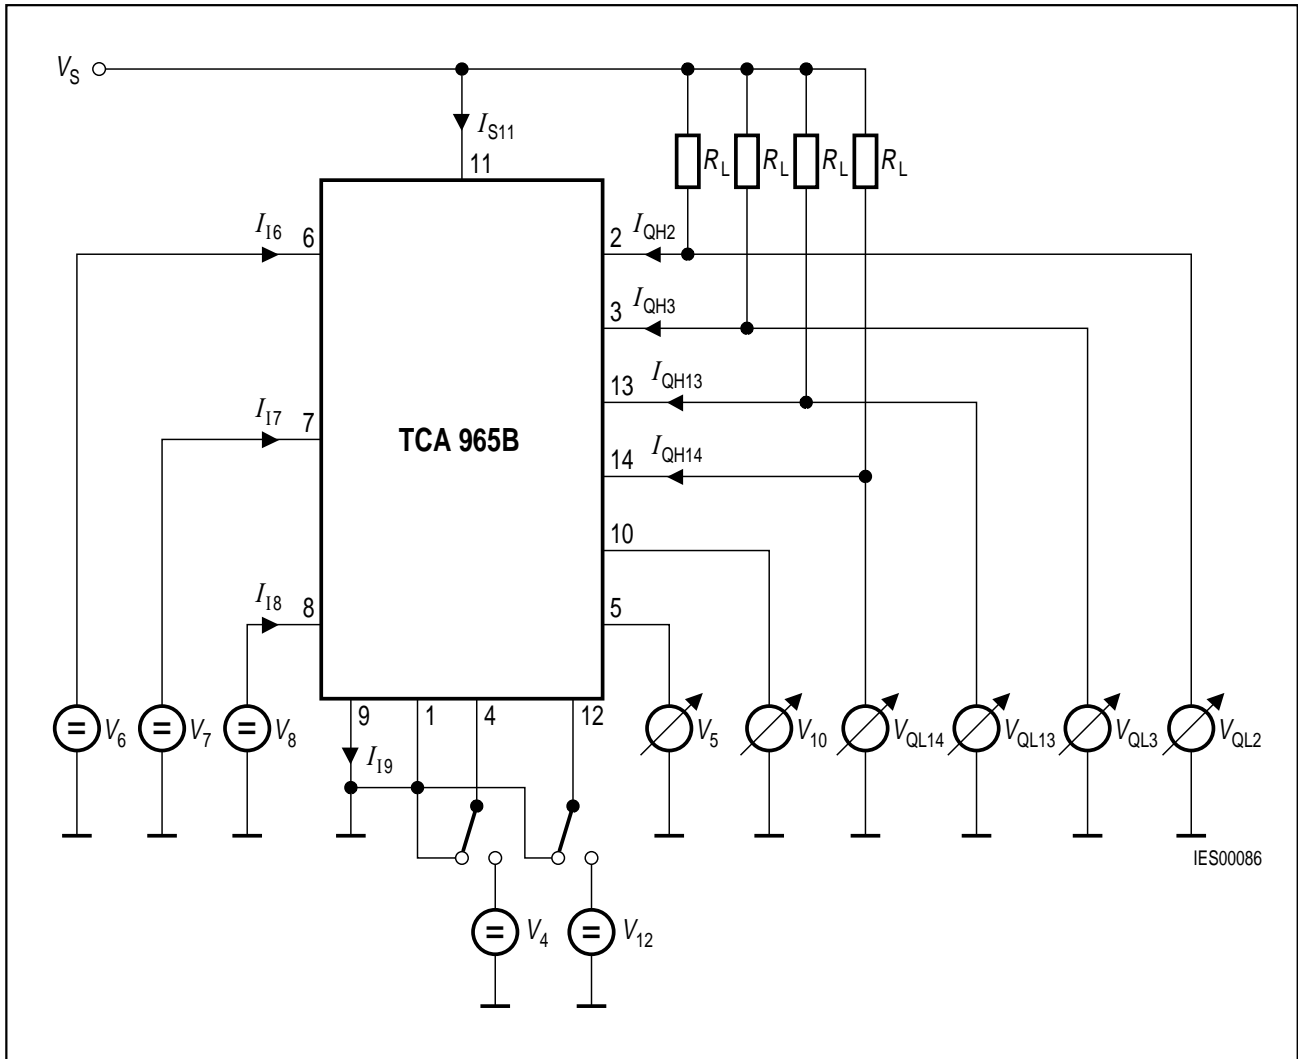 VS
IS11
11
RL RL RL RL
II6 6
2 IQH2
3 IQH3
13 IQH13
II7 7
TCA 965B
14 IQH14
10
II8 8
5
9 1 4 12
V6 V7 V8
V5 V10 VQL14 VQL13 VQL3 VQL2
II9
IES00086
V4 V12